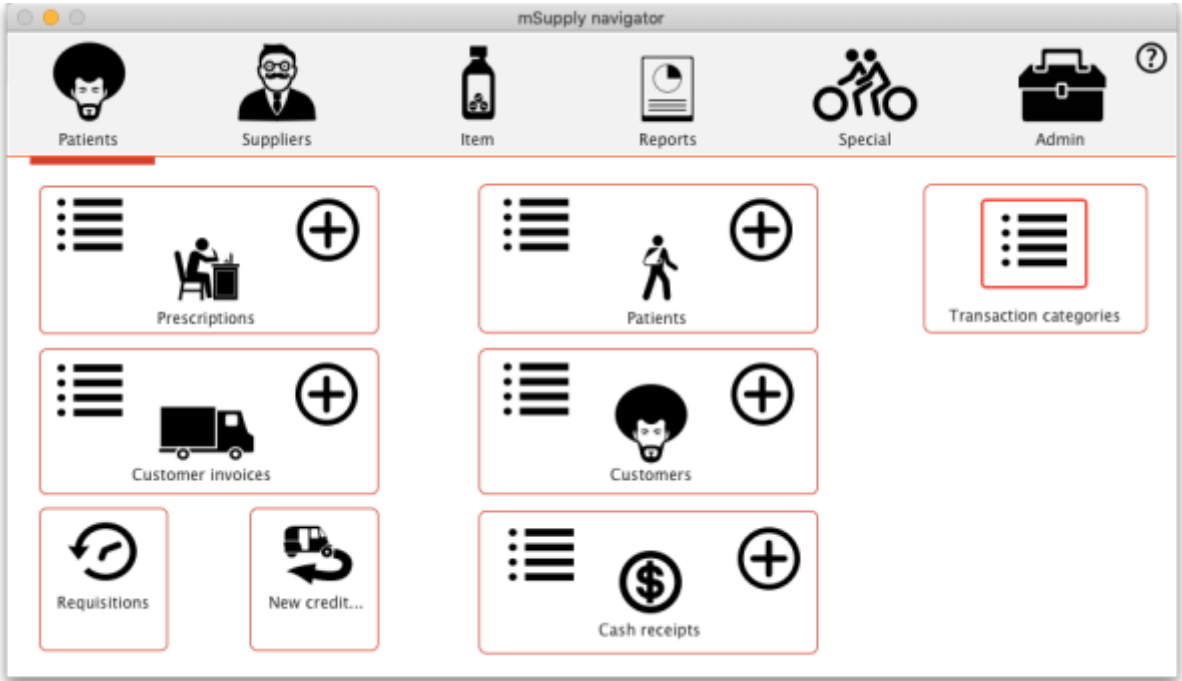 mSupply navigator
?
Patients
Suppliers
Item
Reports
Special
Admin
Prescriptions
Patients
Transaction categories
Customer invoices
Customers
Requisitions
New credit...
$
Cash receipts